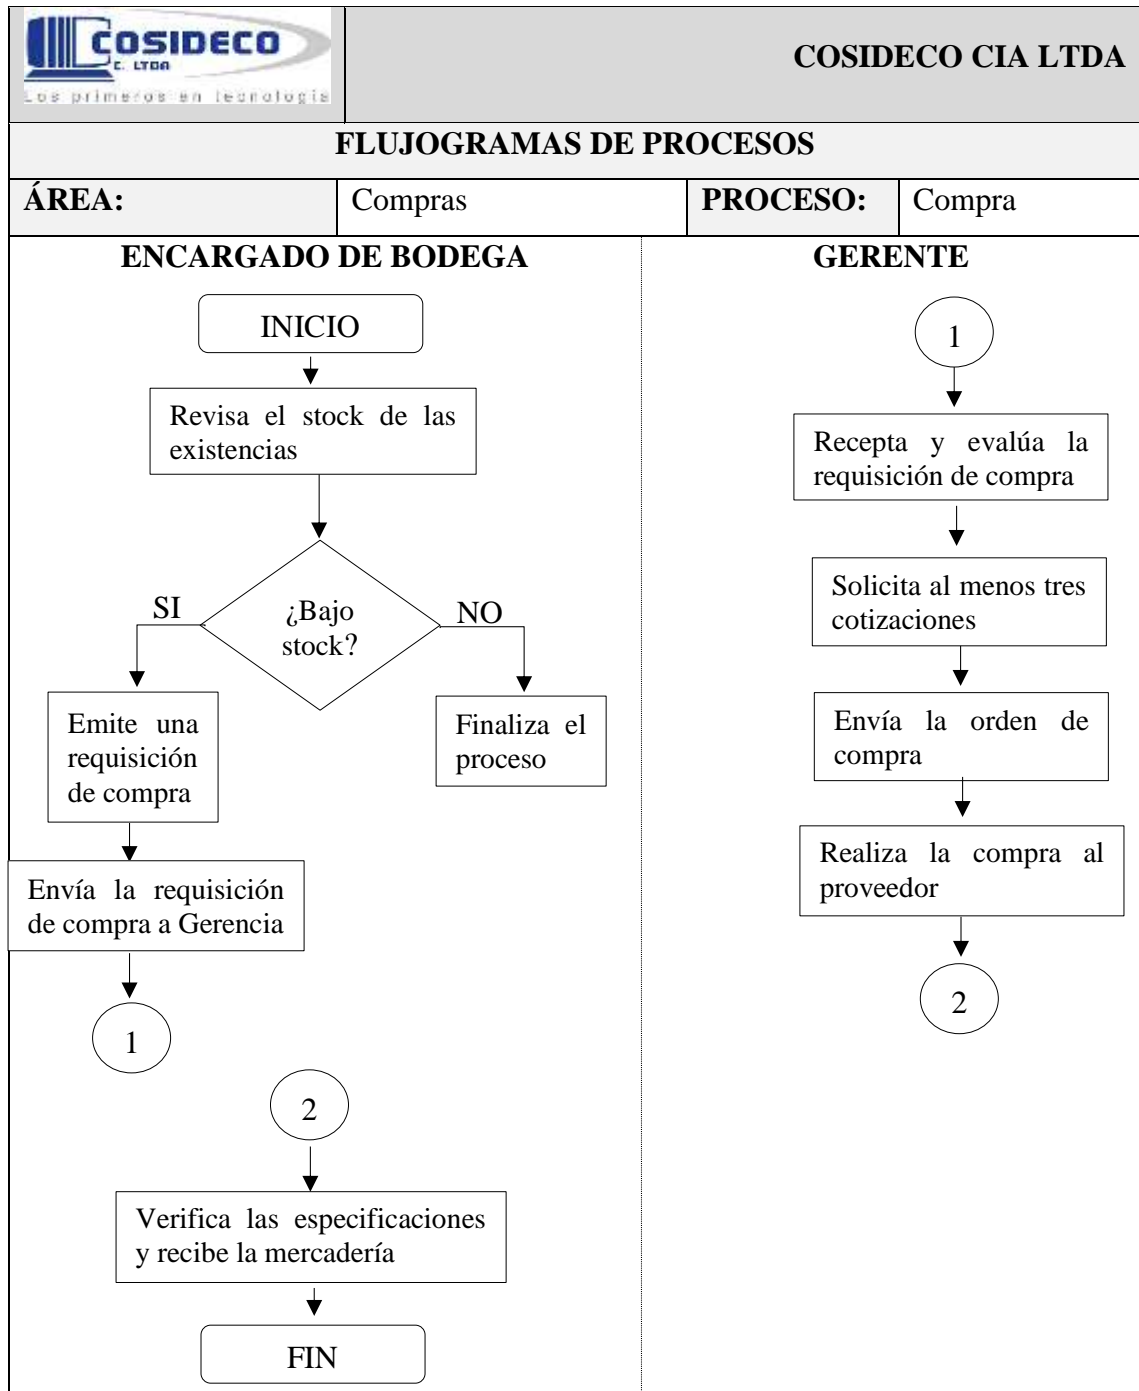 COSIDECO
C. LTDA
Los primeros en tecnología
COSIDECO CIA LTDA
FLUJOGRAMAS DE PROCESOS
ÁREA: Compras PROCESO: Compra
ENCARGADO DE BODEGA
INICIO
Revisa el stock de las
existencias
¿Bajo
stock?
SI
NO
Emite una
requisición
de compra
Finaliza el
proceso
Envía la requisición
de compra a Gerencia
1
2
Verifica las especificaciones
y recibe la mercadería
FIN
GERENTE
1
Recepta y evalúa la
requisición de compra
Solicita al menos tres
cotizaciones
Envía la orden de
compra
Realiza la compra al
proveedor
2